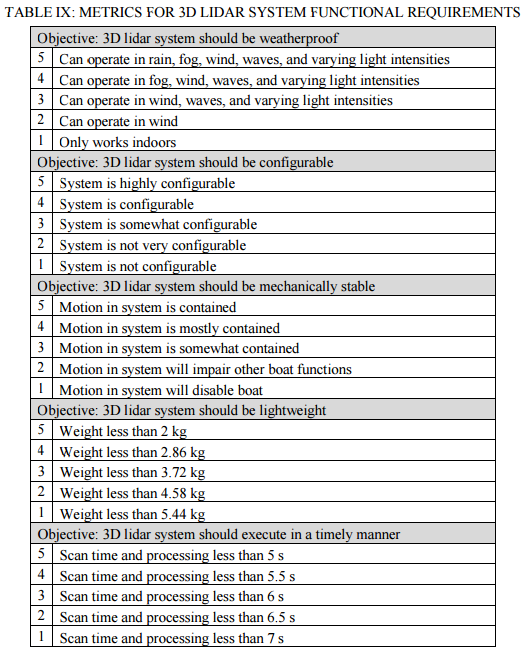 TABLE IX: METRICS FOR 3D LIDAR SYSTEM FUNCTIONAL REQUIREMENTS
Objective: 3D lidar system should be weatherproof
5 Can operate in rain, fog, wind, waves, and varying light intensities
4 Can operate in fog, wind, waves, and varying light intensities
3 Can operate in wind, waves, and varying light intensities
2 Can operate in wind
1 Only works indoors
Objective: 3D lidar system should be configurable
5 System is highly configurable
4 System is configurable
3 System is somewhat configurable
2 System is not very configurable
1 System is not configurable
Objective: 3D lidar system should be mechanically stable
5 Motion in system is contained
4 Motion in system is mostly contained
3 Motion in system is somewhat contained
2 Motion in system will impair other boat functions
1 Motion in system will disable boat
Objective: 3D lidar system should be lightweight
5 Weight less than 2 kg
4 Weight less than 2.86 kg
3 Weight less than 3.72 kg
2 Weight less than 4.58 kg
1 Weight less than 5.44 kg
Objective: 3D lidar system should execute in a timely manner
5 Scan time and processing less than 5 s
4 Scan time and processing less than 5.5 s
3 Scan time and processing less than 6 s
2 Scan time and processing less than 6.5 s
1 Scan time and processing less than 7 s